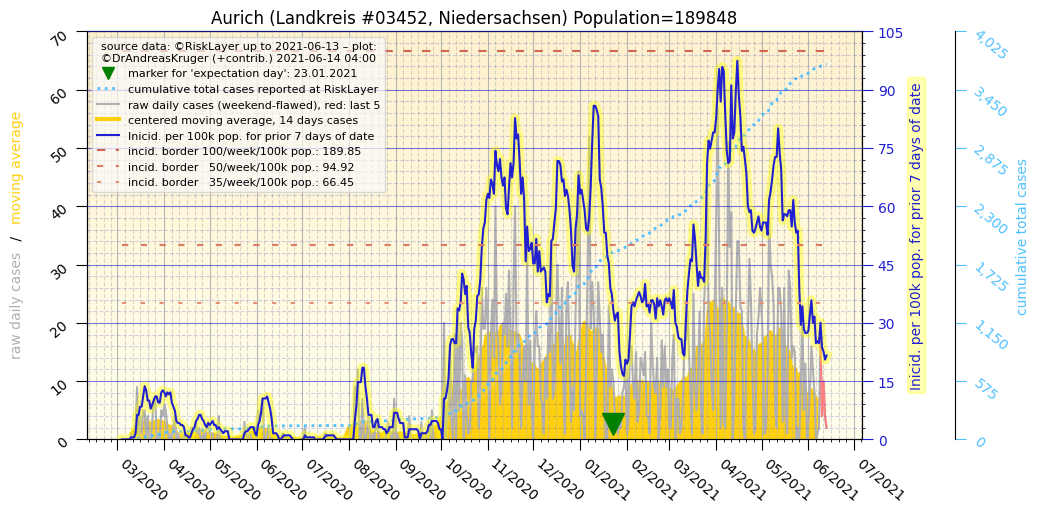 Aurich (Landkreis #03452, Niedersachsen) Population=189848
source data: ©RiskLayer up to 2021-06-13 – plot:
©DrAndreasKruger (+contrib.) 2021-06-14 04:00
marker for 'expectation day': 23.01.2021
cumulative total cases reported at RiskLayer
raw daily cases (weekend-flawed), red: last 5
centered moving average, 14 days cases
Inicid. per 100k pop. for prior 7 days of date
incid. border 100/week/100k pop.: 189.85
incid. border 50/week/100k pop.: 94.92
incid. border 35/week/100k pop.: 66.45
raw daily cases / moving average
70
60
50
40
30
20
10
0
03/2020
04/2020
05/2020
06/2020
07/2020
08/2020
09/2020
10/2020
11/2020
12/2020
01/2021
02/2021
03/2021
04/2021
05/2021
06/2021
07/2021
105
90
75
60
45
30
15
0
Inicid. per 100k pop. for prior 7 days of date
4,025
3,450
2,875
2,300
1,725
1,150
575
0
cumulative total cases